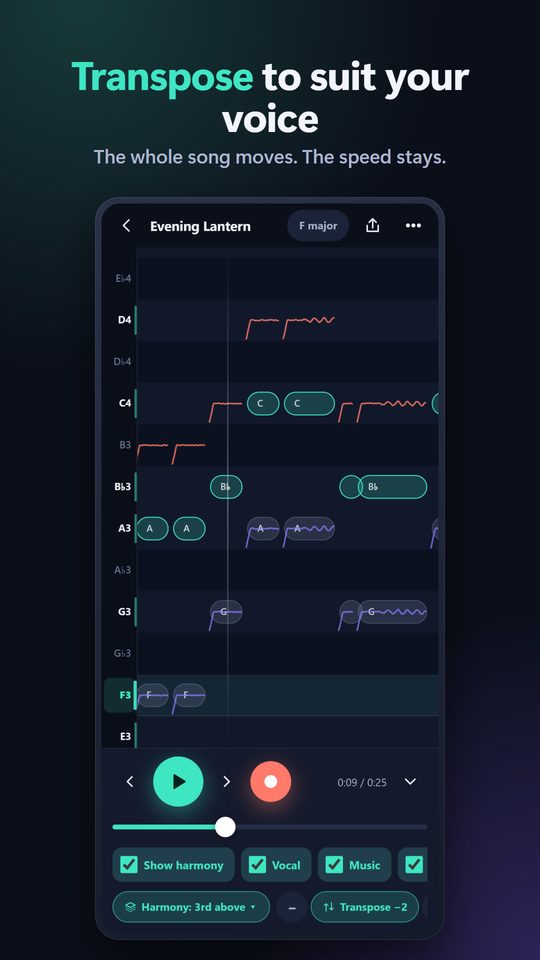 Transpose to suit your
voice
The whole song moves. The speed stays.
Evening Lantern
F major
E♭4
D4
D♭4
C4
C
C
B3
B♭3
B♭
B♭
A3
A
A
A
A
A♭3
G3
G
G
G♭3
F3
F
F
E3
0:09 / 0:25
Show harmony
Vocal
Music
Harmony: 3rd above
–
Transpose −2